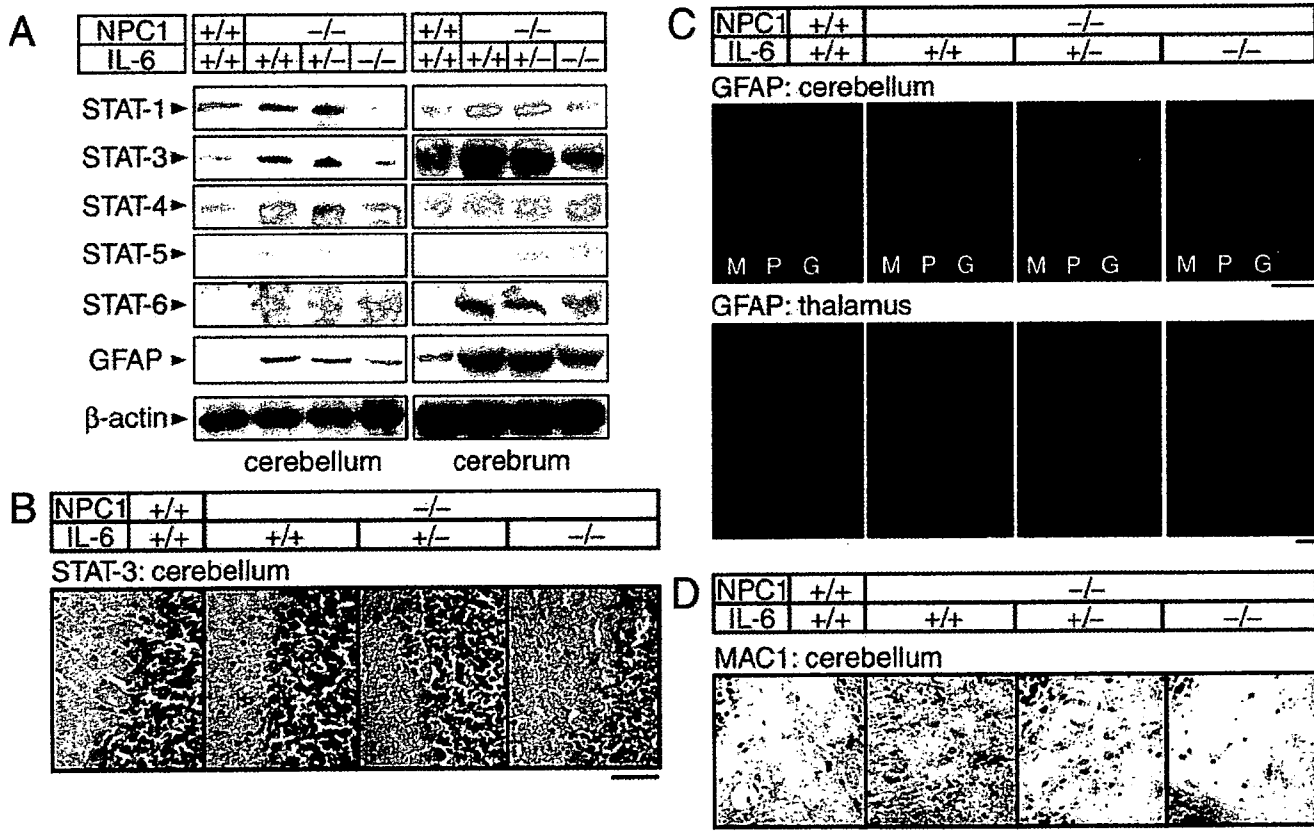 A
NPC1 +/+ −/−  +/+ −/−
IL-6 +/+ +/+ +/− −/−  +/+ +/+ +/− −/−
STAT-1
STAT-3
STAT-4
STAT-5
STAT-6
GFAP
β-actin
cerebellum cerebrum
B
NPC1 +/+ −/−
IL-6 +/+ +/+ +/− −/−
STAT-3: cerebellum
C
NPC1 +/+ −/−
IL-6 +/+ +/+ +/− −/−
GFAP: cerebellum
M P G M P G M P G M P G
GFAP: thalamus
D
NPC1 +/+ −/−
IL-6 +/+ +/+ +/− −/−
MAC1: cerebellum